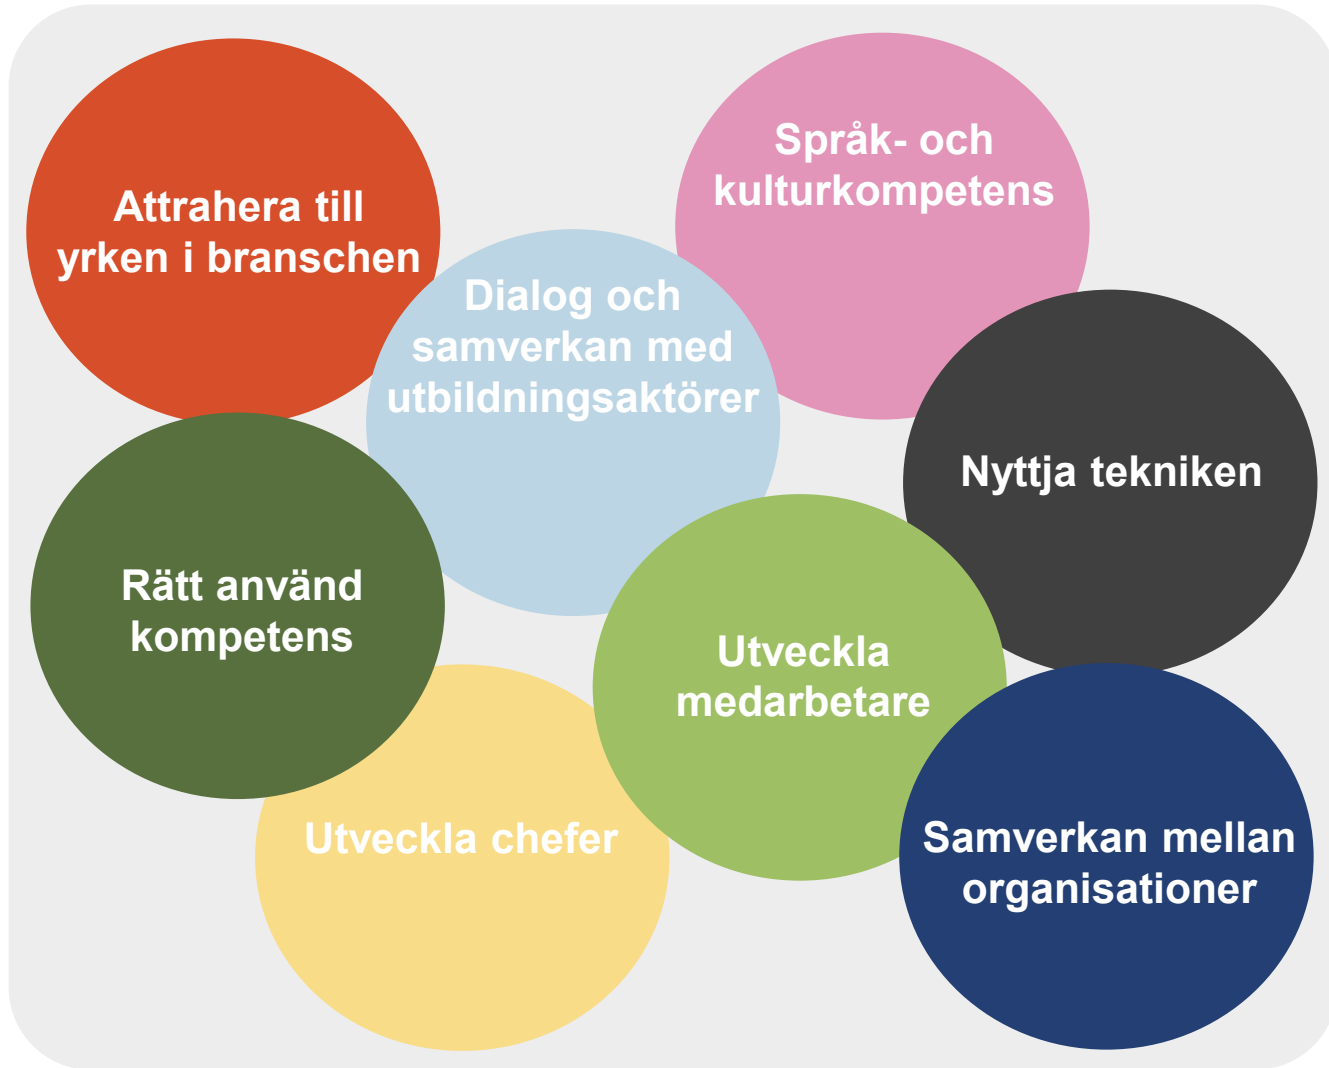 Attrahera till
yrken i branschen
Språk- och
kulturkompetens
Dialog och
samverkan med
utbildningsaktörer
Nyttja tekniken
Rätt använd
kompetens
Utveckla
medarbetare
Utveckla chefer
Samverkan mellan
organisationer